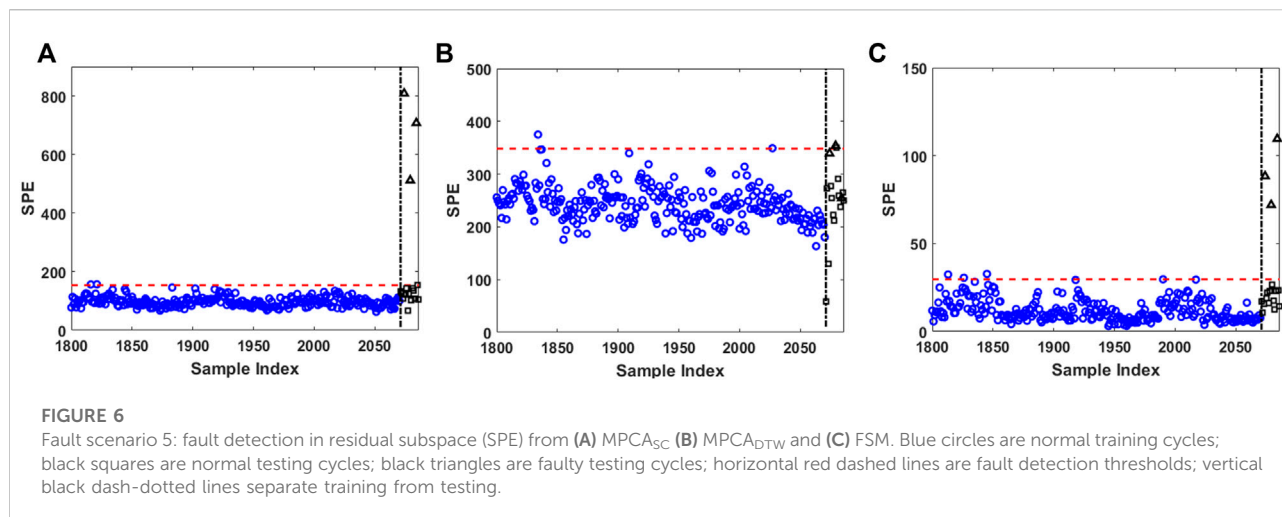 A
B
C
800
600
400
200
0
SPE
1800
1850
1900
1950
2000
2050
Sample Index
500
400
300
200
100
0
SPE
1800
1850
1900
1950
2000
2050
Sample Index
150
100
50
0
SPE
1800
1850
1900
1950
2000
2050
Sample Index
FIGURE 6
Fault scenario 5: fault detection in residual subspace (SPE) from (A) MPCASC (B) MPCADTW and (C) FSM. Blue circles are normal training cycles;
black squares are normal testing cycles; black triangles are faulty testing cycles; horizontal red dashed lines are fault detection thresholds; vertical
black dash-dotted lines separate training from testing.